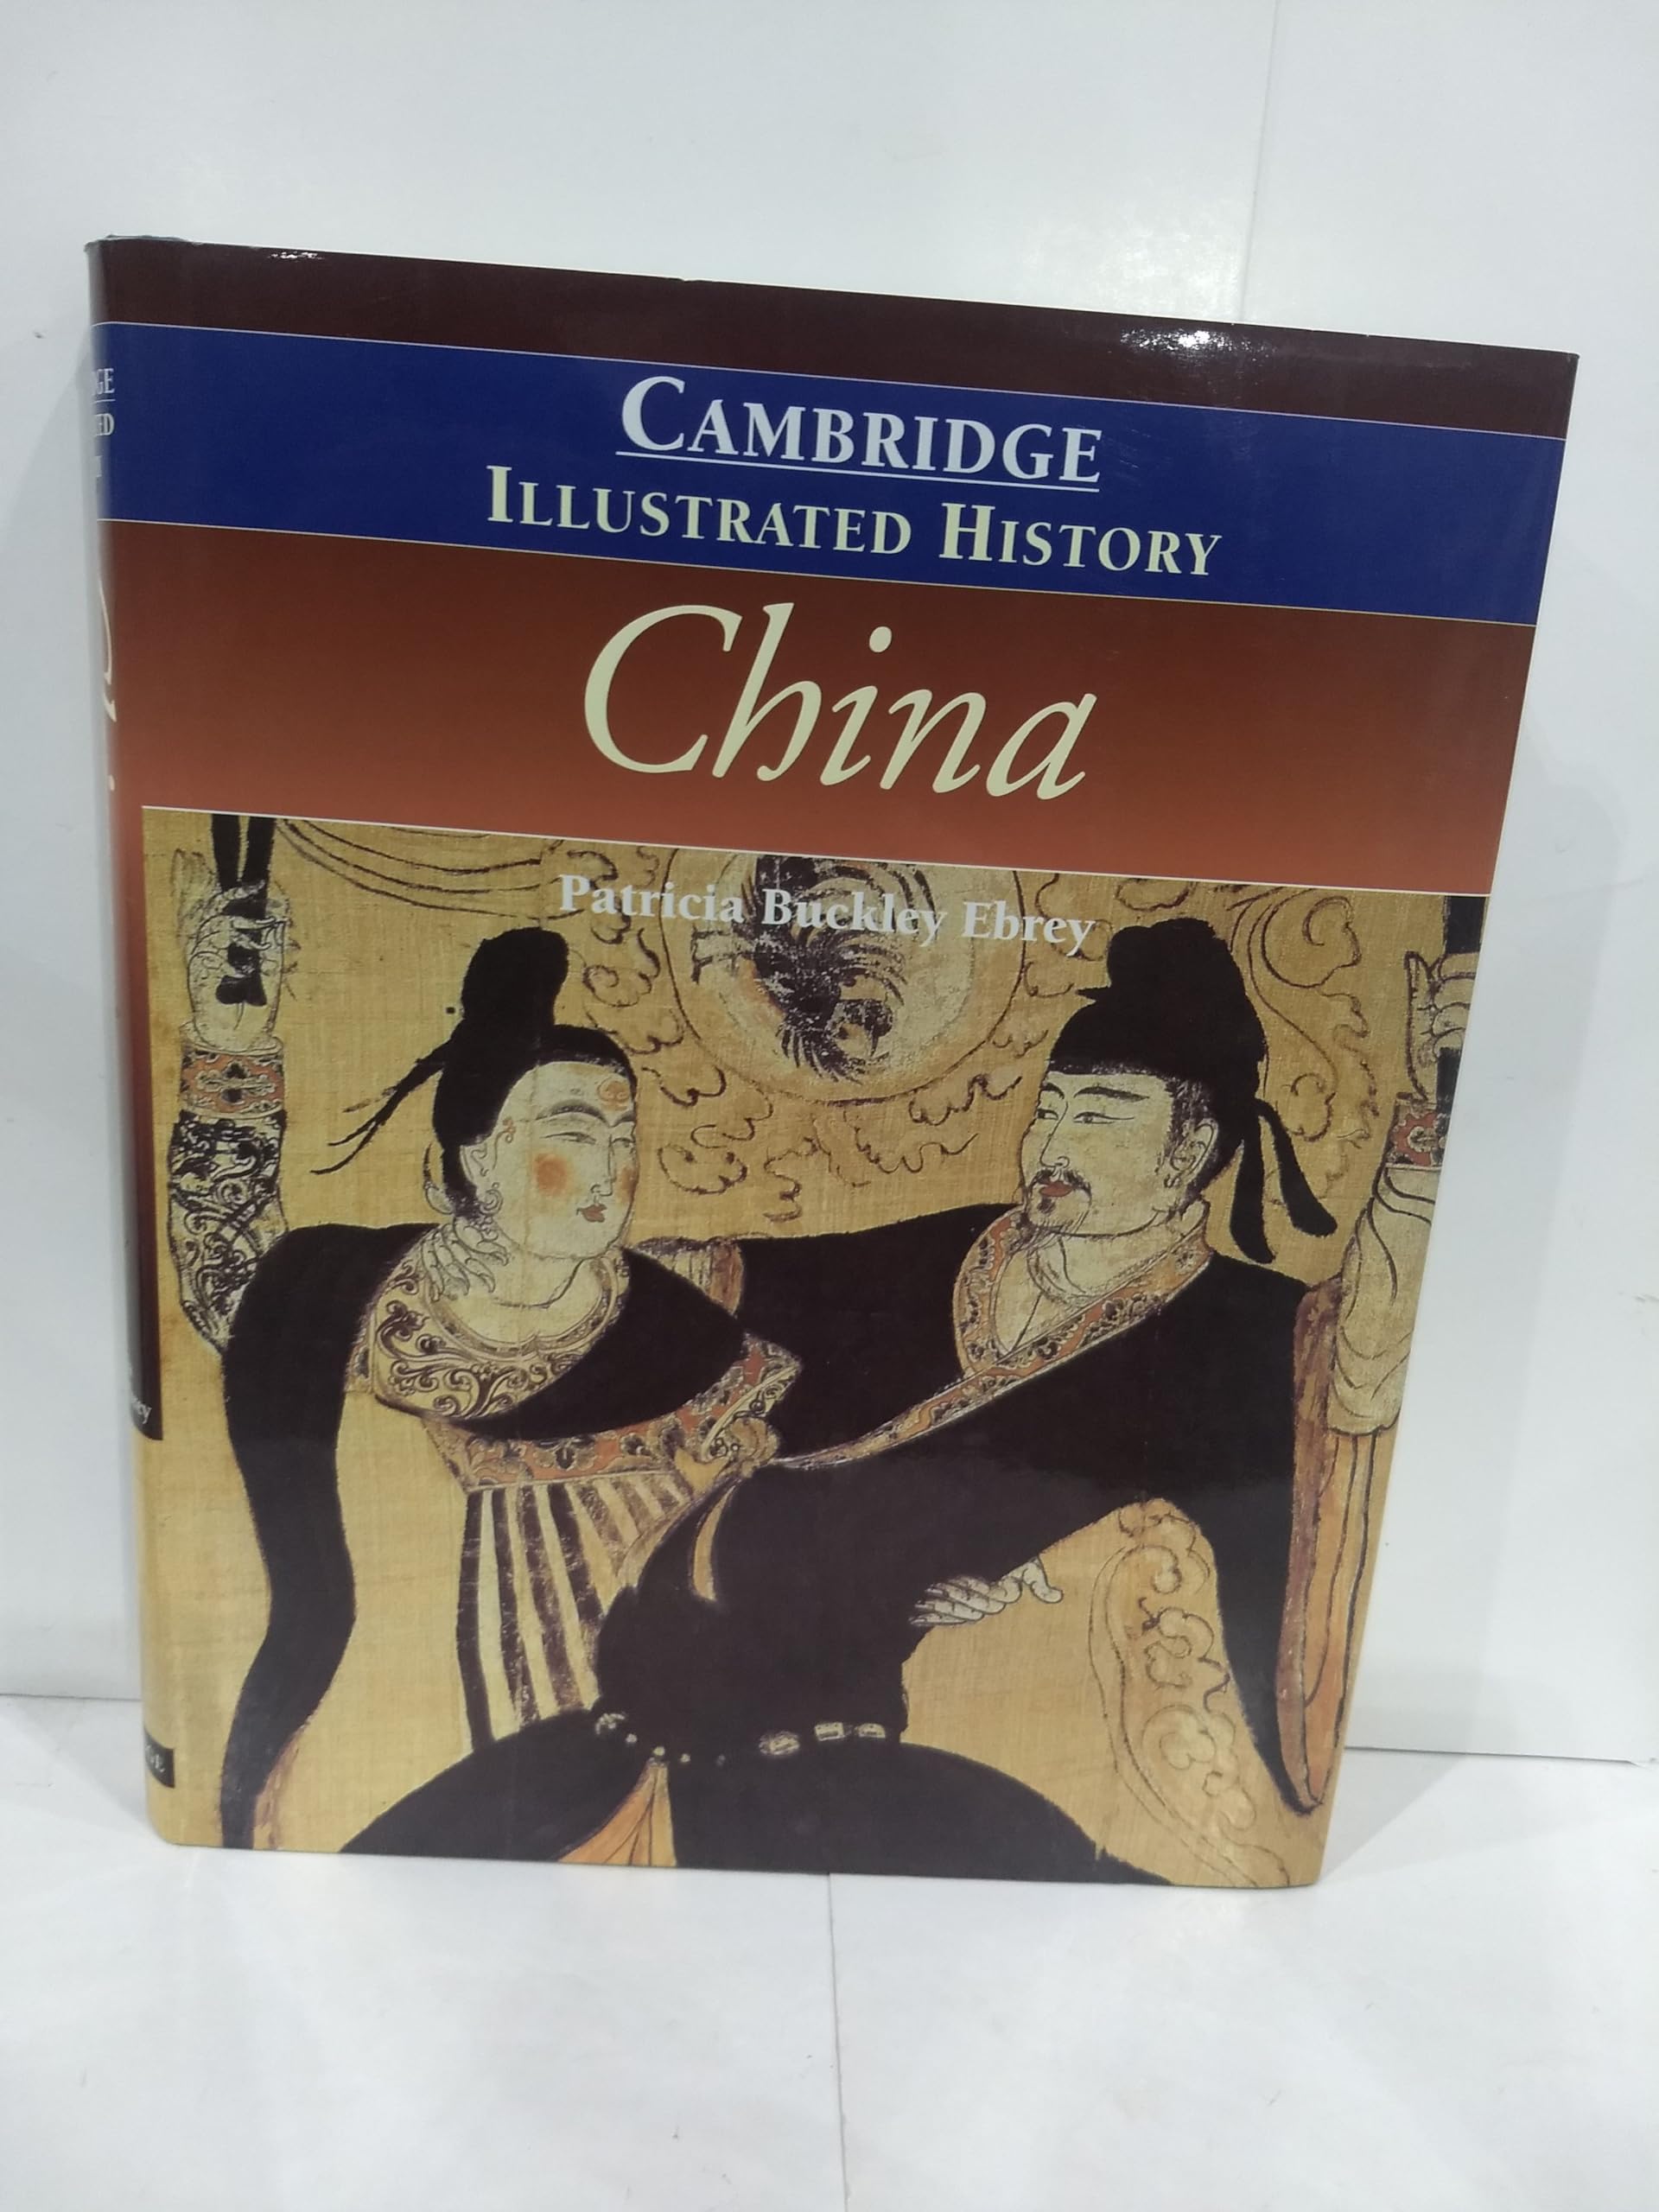 CAMBRIDGE
ILLUSTRATED HISTORY
China
Patricia Buckley Ebrey